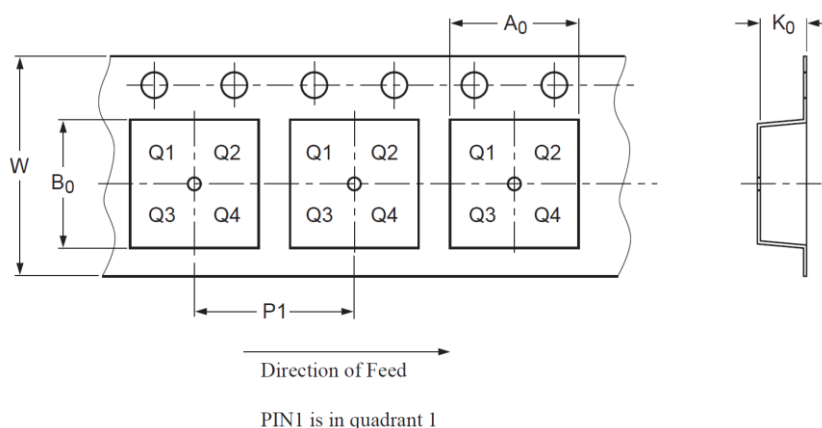 A0
K0
Q1 Q2 Q1 Q2 Q1 Q2
W
B0
Q3 Q4 Q3 Q4 Q3 Q4
P1
Direction of Feed
PIN1 is in quadrant 1